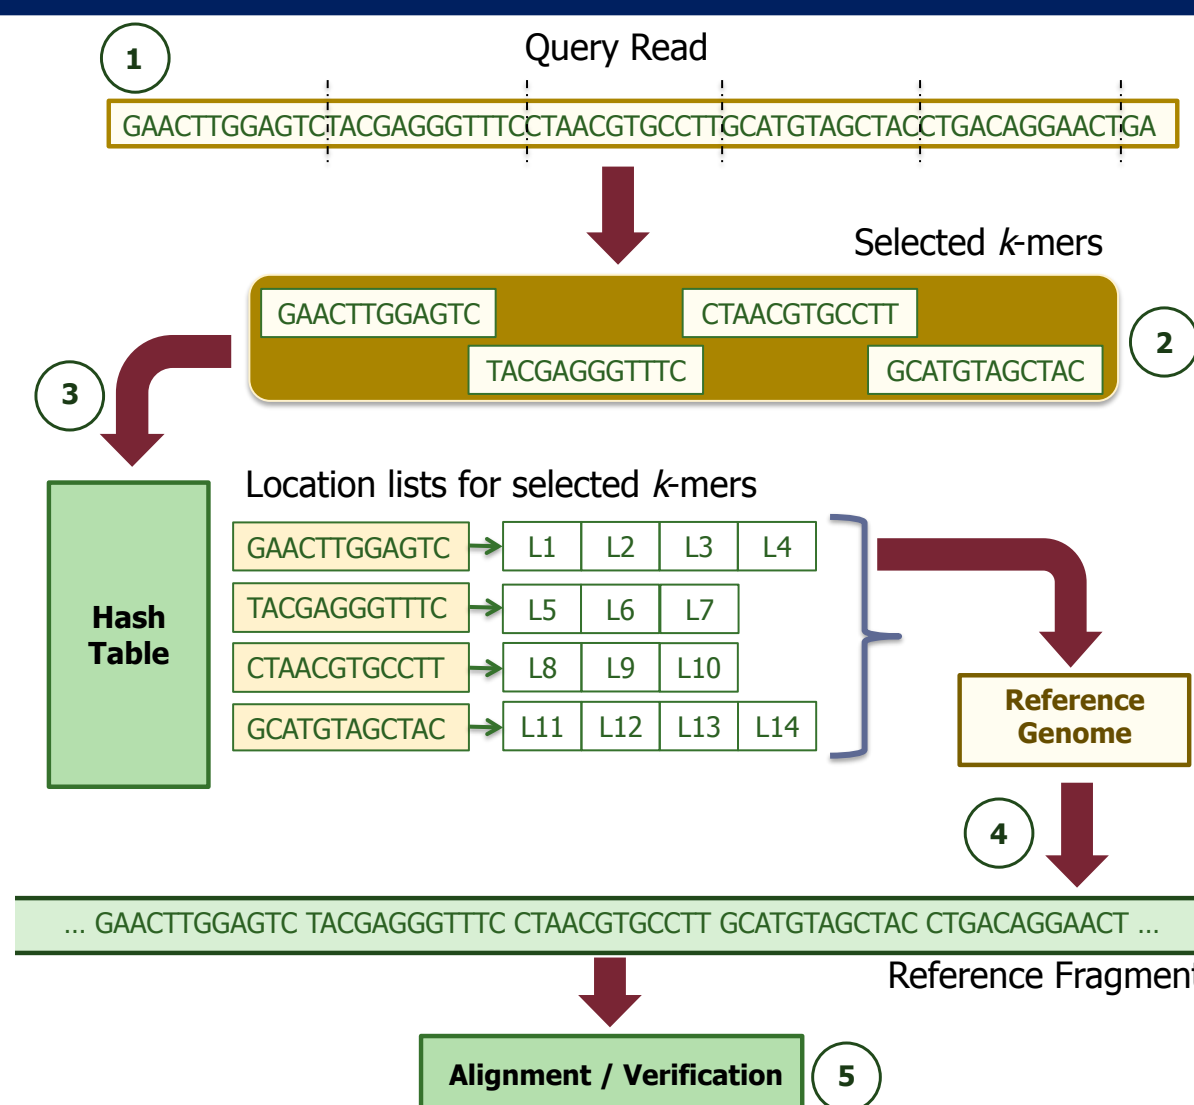 1
Query Read
GAACTTGGAGTCTACGAGGGTTTCCTAACGTGCCTTGCATGTAGCTACCTGACAGGAACTGA
Selected k-mers
GAACTTGGAGTC
CTAACGTGCCTT
TACGAGGGTTTC
GCATGTAGCTAC
2
3
Location lists for selected k-mers
Hash
Table
GAACTTGGAGTC L1 L2 L3 L4
TACGAGGGTTTC L5 L6 L7
CTAACGTGCCTT L8 L9 L10
GCATGTAGCTAC L11 L12 L13 L14
Reference
Genome
4
... GAACTTGGAGTC TACGAGGGTTTC CCTAACGTGCCTT GCATGTAGCTAC CTGACAGGAACT ...
Reference Fragment
Alignment / Verification
5